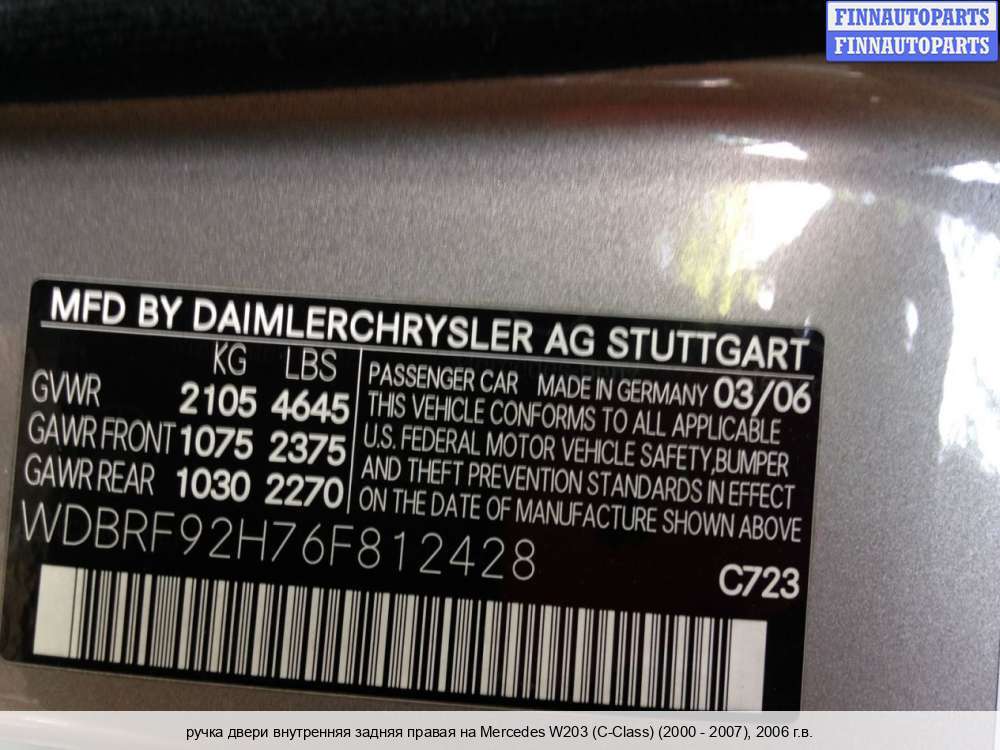 FINNAUTOPARTS
FINNAUTOPARTS
MFD BY DAIMLERCHRYSLER AG STUTTGART
KG LBS
GVWR 2105 4645
GAWR FRONT 1075 2375
GAWR REAR 1030 2270
PASSENGER CAR MADE IN GERMANY 03/06
THIS VEHICLE CONFORMS TO ALL APPLICABLE
U.S. FEDERAL MOTOR VEHICLE SAFETY,BUMPER
AND THEFT PREVENTION STANDARDS IN EFFECT
ON THE DATE OF MANUFACTURE SHOWN ABOVE
WDBRF92H76F812428
C723
ручка двери внутренняя задняя правая на Mercedes W203 (C-Class) (2000 - 2007), 2006 г.в.